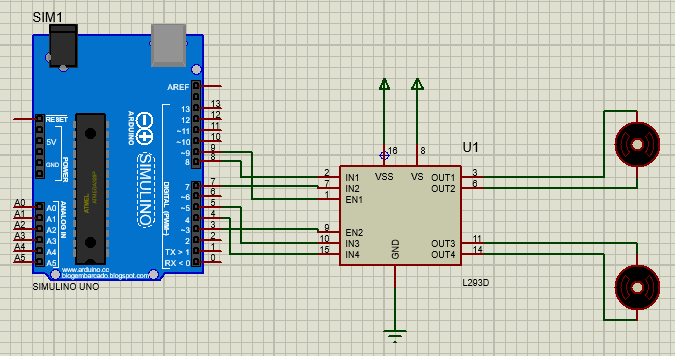 SIM1
AREF
RESET
5V
GND
POWER
A0
A1
A2
A3
A4
A5
A0
A1
A2
A3
A4
A5
ANALOG IN
ATMEL
ARDUINO
SIMULINO
13
12
~11
~10
~9
8
7
~6
~5
4
~3
2
TX > 1
RX < 0
13
12
11
10
9
8
7
6
5
4
3
2
1
0
www.arduino.cc
blogembarcado.blogspot.com
SIMULINO UNO
U1
16
8
VSS
VS
2
IN1
7
IN2
1
EN1
9
EN2
10
IN3
15
IN4
OUT1
3
OUT2
6
OUT3
11
OUT4
14
GND
L293D